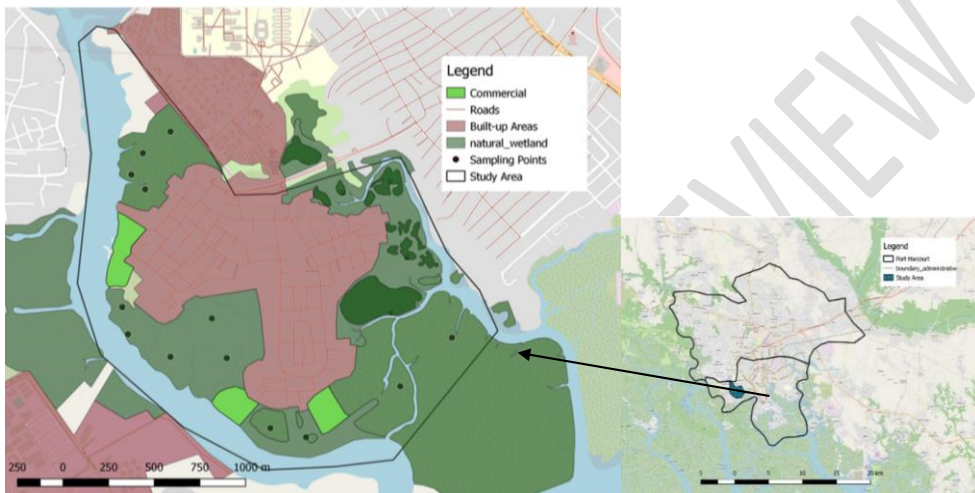 REVIEW
Legend
Commercial
Roads
Built-up Areas
natural_wetland
Sampling Points
Study Area
250 0 250 500 750 1000 m
Legend
Port Harcourt
boundary_administrative
Study Area
5 0 5 10 15 20 km